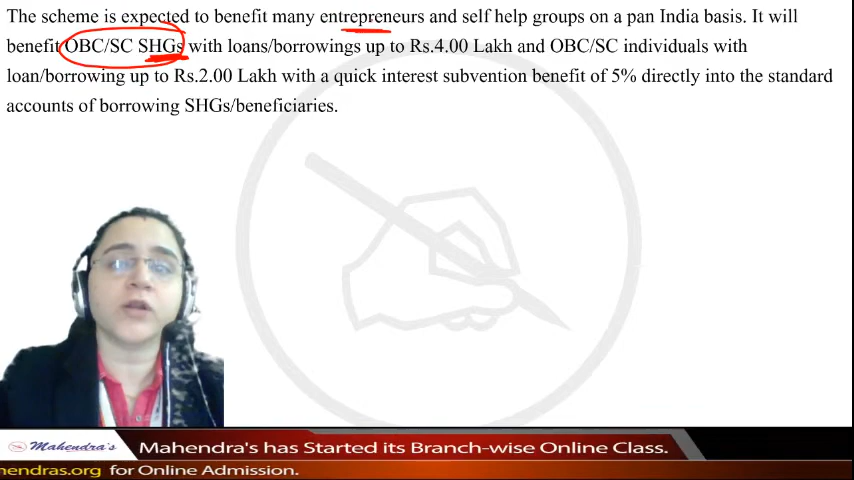 The scheme is expected to benefit many entrepreneurs and self help groups on a pan India basis. It will
benefit OBC/SC SHGs with loans/borrowings up to Rs.4.00 Lakh and OBC/SC individuals with
loan/borrowing up to Rs.2.00 Lakh with a quick interest subvention benefit of 5% directly into the standard
accounts of borrowing SHGs/beneficiaries.
Mahendra's
Mahendra's has Started its Branch-wise Online Class.
hendras.org for Online Admission.